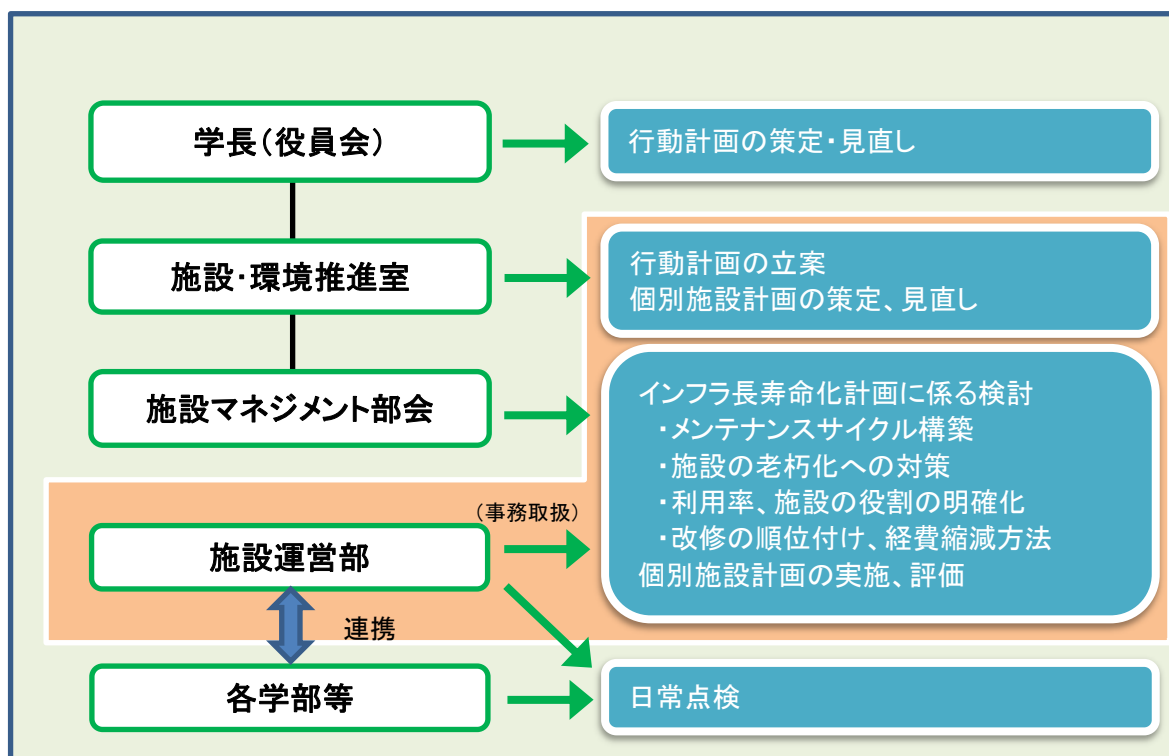 学長（役員会）
行動計画の策定・見直し
施設・環境推進室
行動計画の立案
個別施設計画の策定、見直し
施設マネジメント部会
インフラ長寿命化計画に係る検討
・メンテナンスサイクル構築
・施設の老朽化への対策
・利用率、施設の役割の明確化
・改修の順位付け、経費縮減方法
個別施設計画の実施、評価
（事務取扱）
施設運営部
連携
各学部等
日常点検